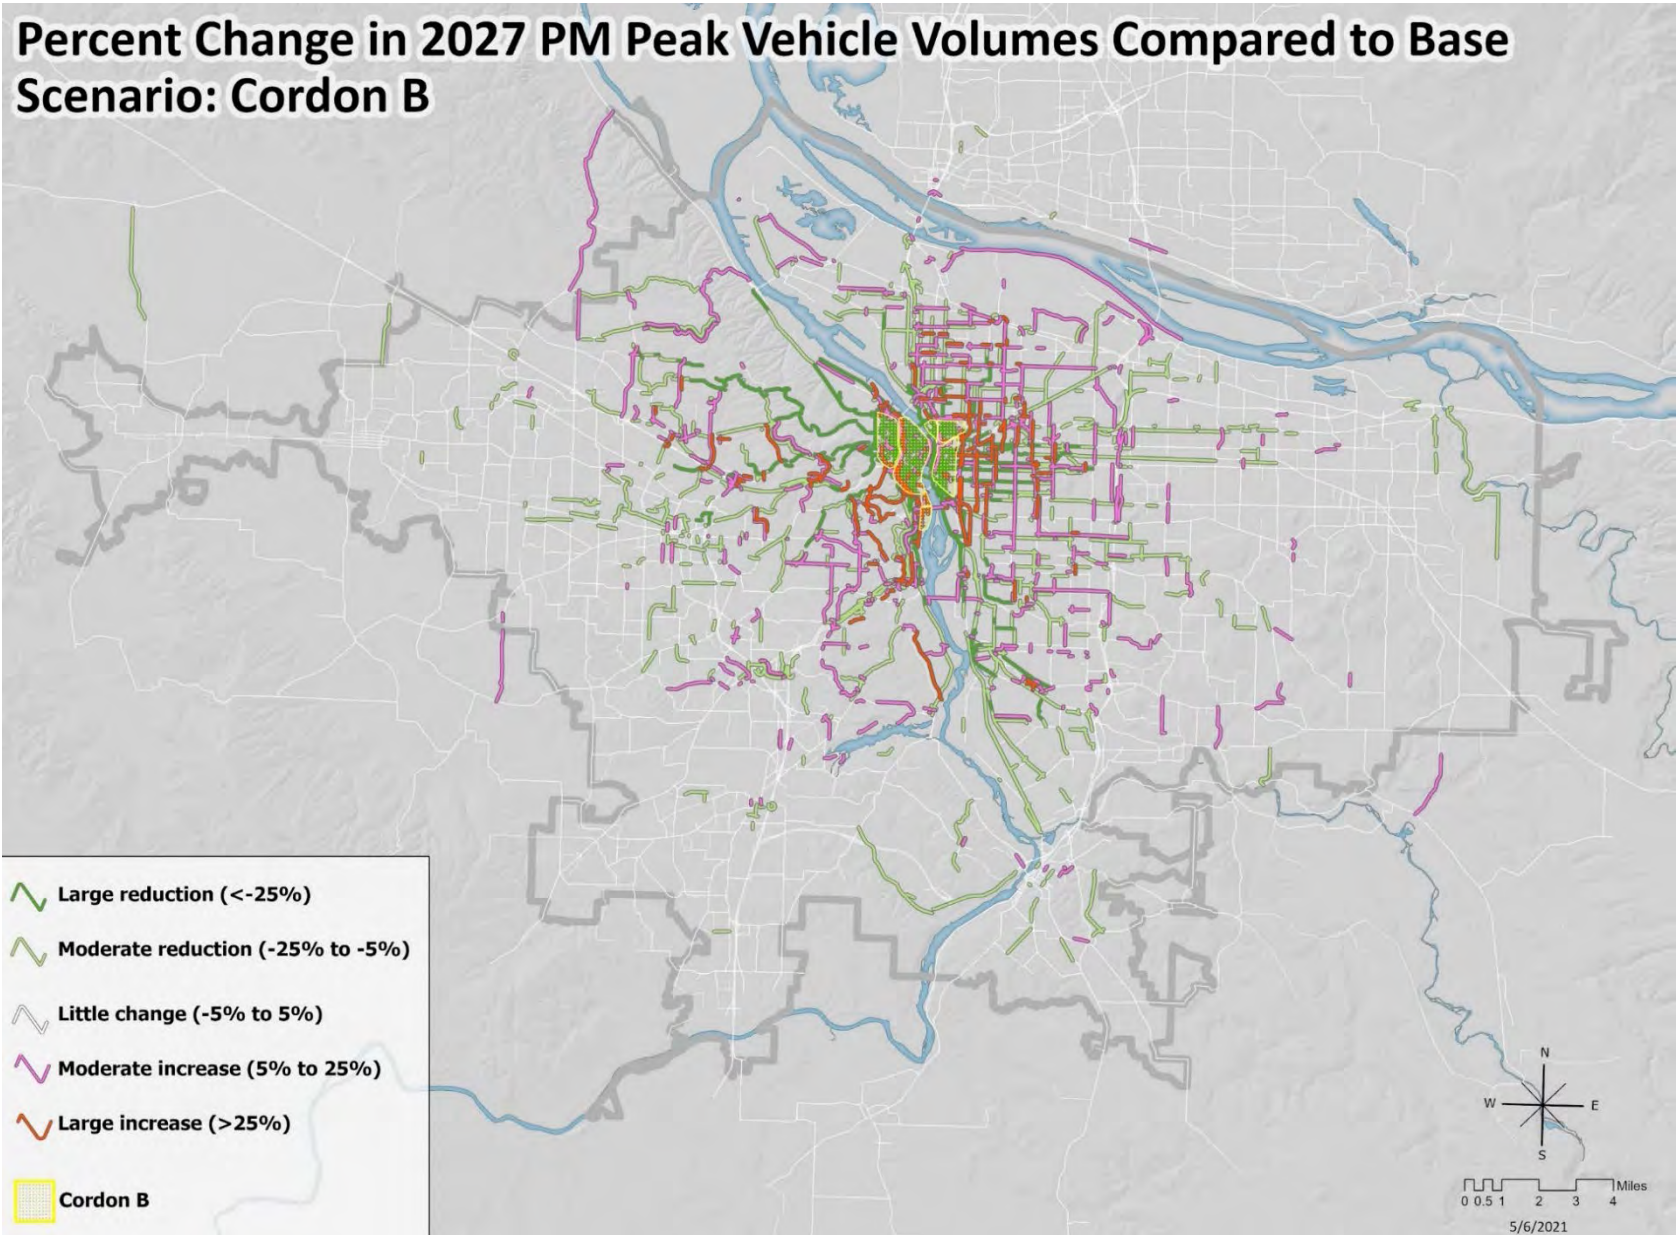 Percent Change in 2027 PM Peak Vehicle Volumes Compared to Base
Scenario: Cordon B
Large reduction (<-25%)
Moderate reduction (-25% to -5%)
Little change (-5% to 5%)
Moderate increase (5% to 25%)
Large increase (>25%)
Cordon B
N
W E
S
Miles
0 0.5 1 2 3 4
5/6/2021